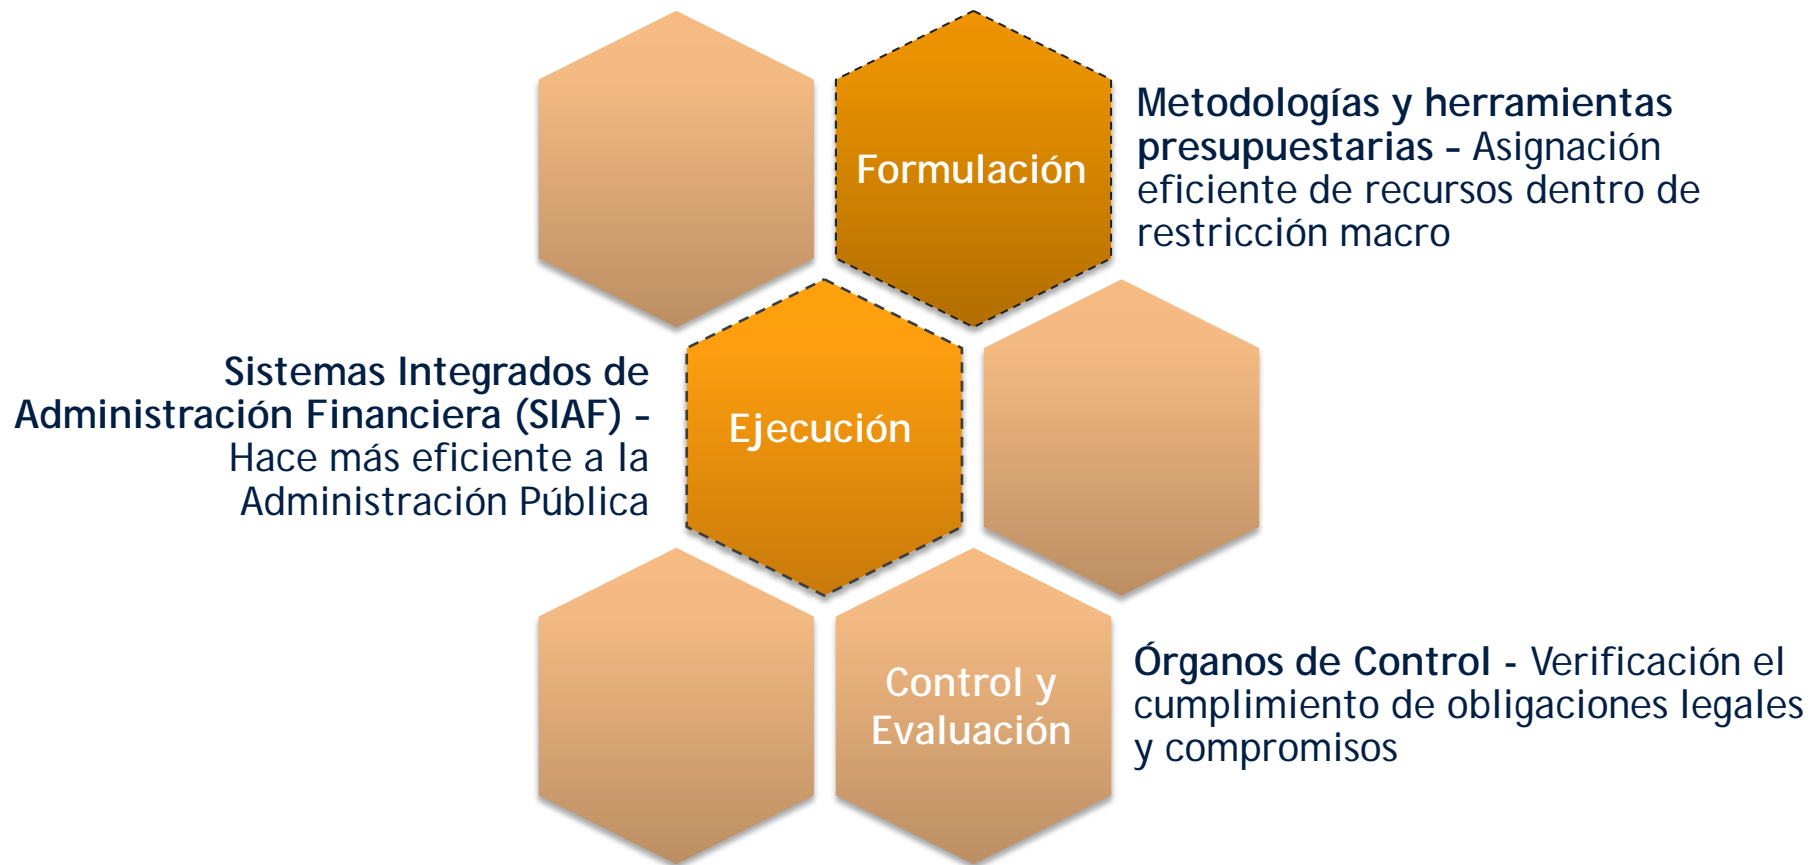 Formulación
Metodologías y herramientas
presupuestarias – Asignación
eficiente de recursos dentro de
restricción macro
Sistemas Integrados de
Administración Financiera (SIAF) –
Hace más eficiente a la
Administración Pública
Ejecución
Control y
Evaluación
Órganos de Control - Verificación el
cumplimiento de obligaciones legales
y compromisos